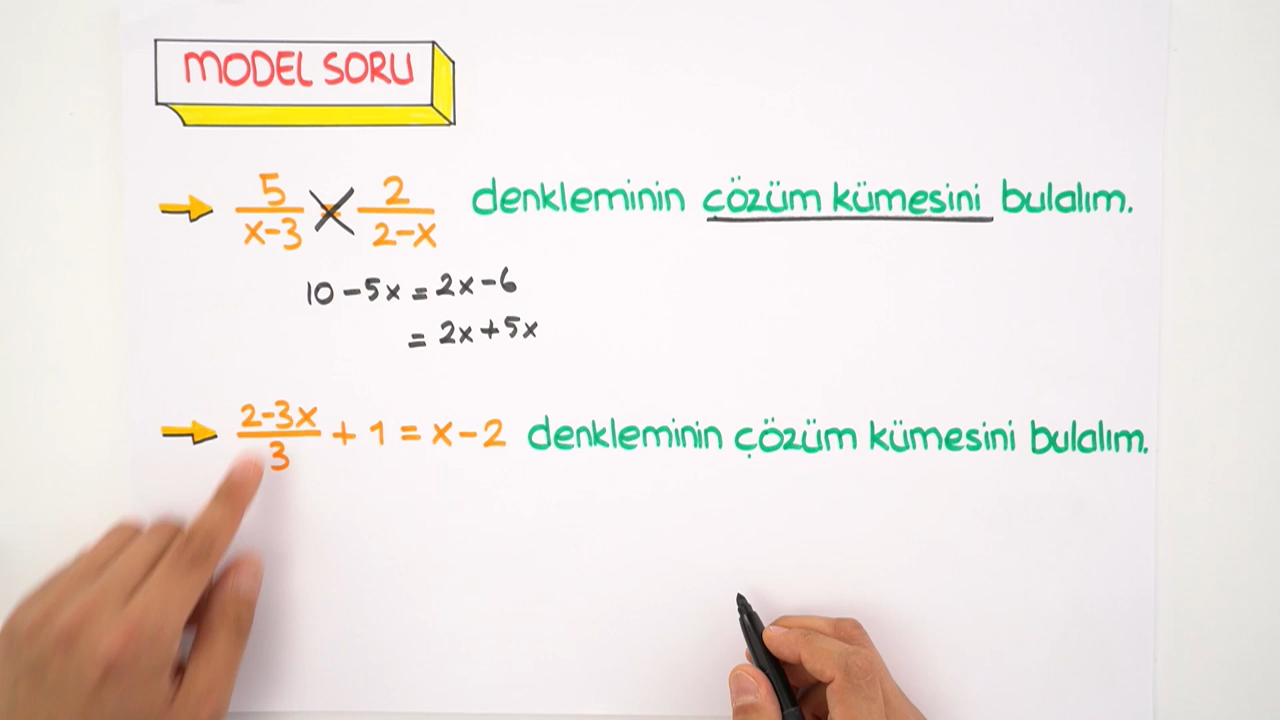 MODEL SORU
5/(x-3) = 2/(2-x) denkleminin çözüm kümesini bulalım.
10-5x = 2x-6
= 2x+5x
(2-3x)/3 + 1 = x-2 denkleminin çözüm kümesini bulalım.